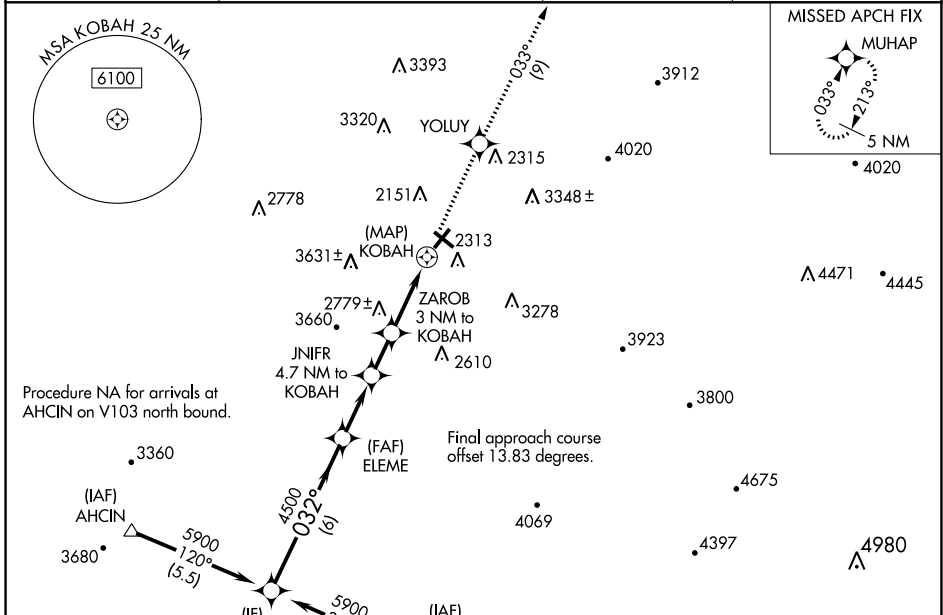 MSA KOBAH 25 NM
6100
3393
3320
033°
(9)
3912
MISSED APCH FIX
MUHAP
033°
213°
5 NM
YOLUY
2315
4020
4020
2778
2151
3348 ±
(MAP)
KOBAH
2313
3631±
4471
4445
2779±
ZAROB
3 NM to
KOBAH
3278
3660
3923
JNIFR
4.7 NM to
KOBAH
2610
Procedure NA for arrivals at
AHCIN on V103 north bound.
3800
(FAF)
ELEME
Final approach course
offset 13.83 degrees.
3360
4675
(IAF)
AHCIN
4500
032°
(6)
4069
3680
5900
120°
(5.5)
4397
4980
(IF)
5900
(IAF)